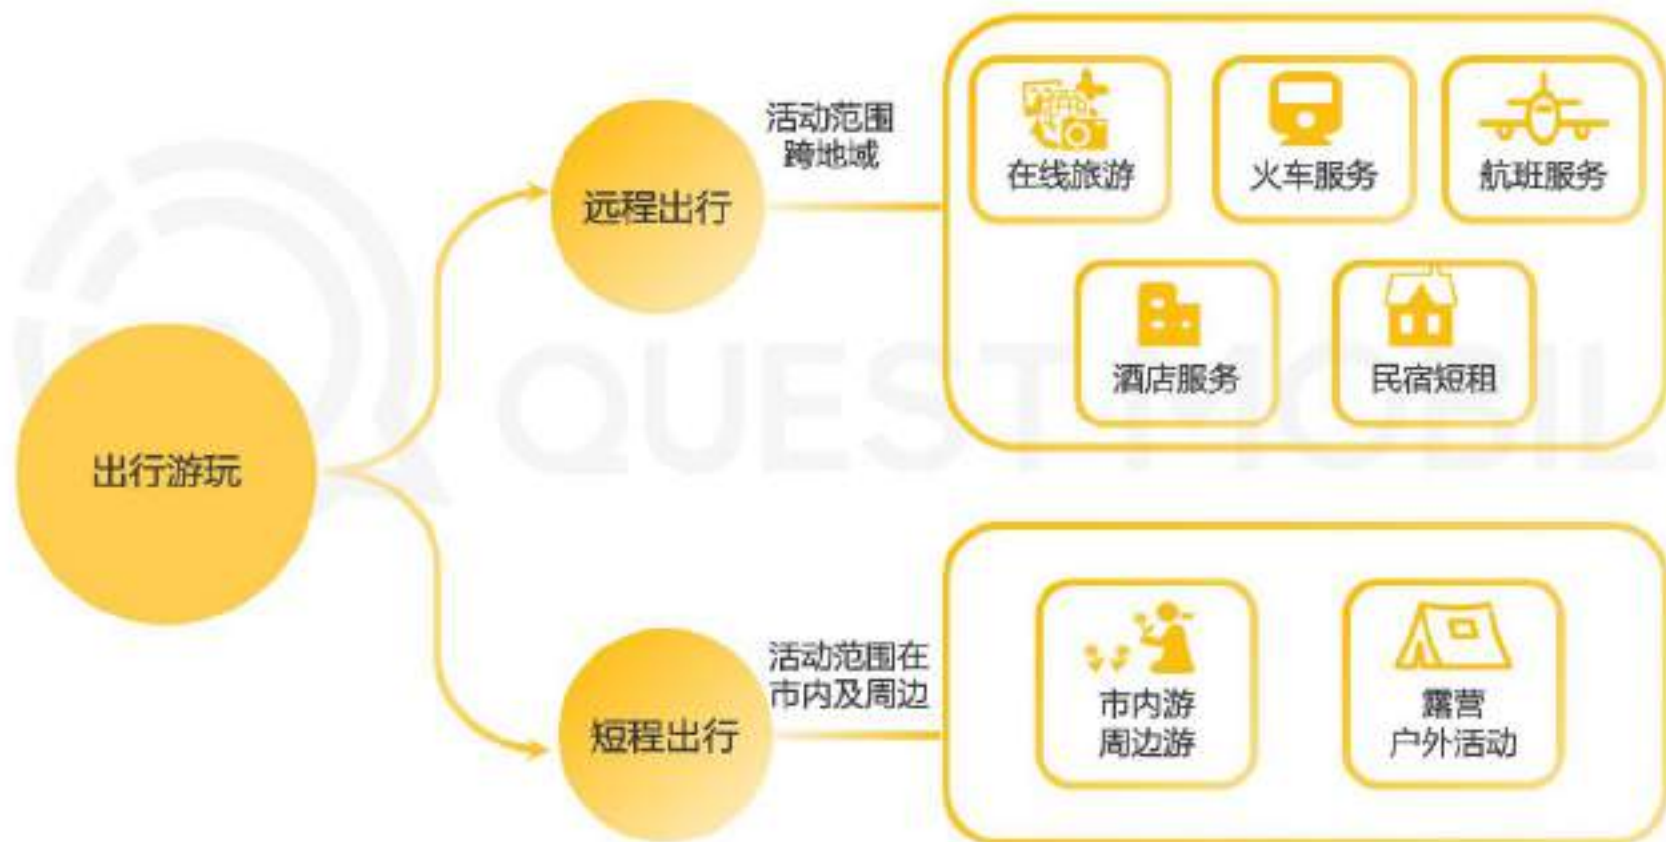 出行游玩
远程出行
活动范围
跨地域
在线旅游
火车服务
航班服务
酒店服务
民宿短租
短程出行
活动范围在
市内及周边
市内游
周边游
露营
户外活动
QUESTMOBIL